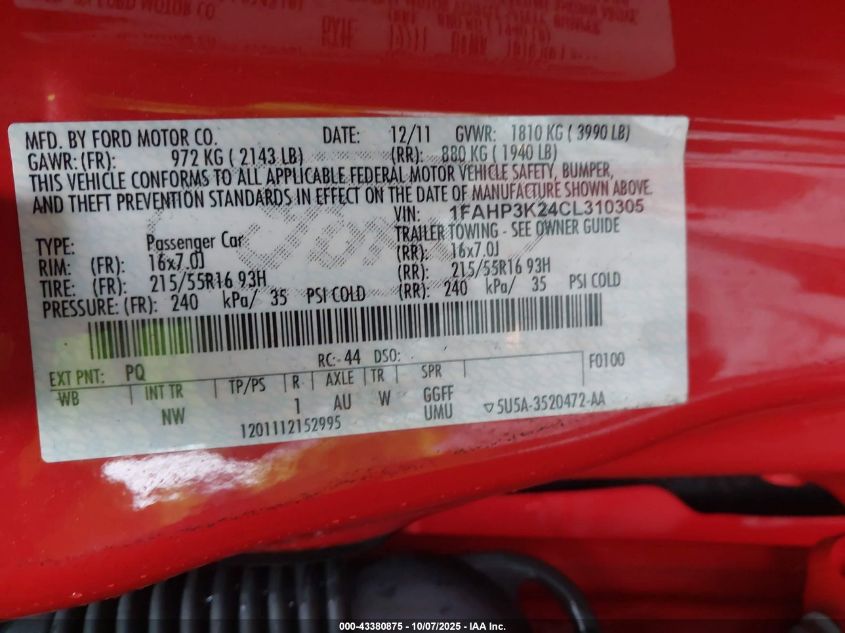 MFD. BY FORD MOTOR CO. DATE: 12/11 GVWR: 1810 KG ( 3990 LB)
GAWR: (FR): 972 KG ( 2143 LB) (RR): 880 KG ( 1940 LB)
THIS VEHICLE CONFORMS TO ALL APPLICABLE FEDERAL MOTOR VEHICLE SAFETY, BUMPER,
AND THEFT PREVENTION STANDARDS IN EFFECT ON THE DATE OF MANUFACTURE SHOWN ABOVE.
VIN: 1FAHP3K24CL310305
TYPE: Passenger Car TRAILER TOWING - SEE OWNER GUIDE
RIM: (FR): 16x7.0J (RR): 16x7.0J
TIRE: (FR): 215/55R16 93H (RR): 215/55R16 93H
PRESSURE: (FR): 240 kPa/ 35 PSI COLD (RR): 240 kPa/ 35 PSI COLD
RC: 44 DSO: F0100
EXT PNT: PQ
WB INT TR TP/PS R AXLE TR SPR
NW 1 AU W GGFF
UMU ▽5U5A-3520472-AA
1201112152995
000-43380875 - 10/07/2025 - IAA Inc.